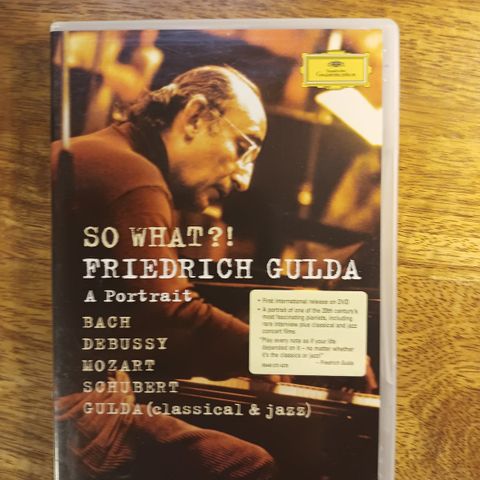 Deutsche
Grammophon
SO WHAT?!
FRIEDRICH GULDA
A Portrait
BACH
DEBUSSY
MOZART
SCHUBERT
GULDA (classical & jazz)
• First international release on DVD
• A portrait of one of the 20th century's
most fascinating pianists, including
rare interview plus classical and jazz
concert films
"Play every note as if your life
depended on it – no matter whether
it's the classics or jazz!"
– Friedrich Gulda